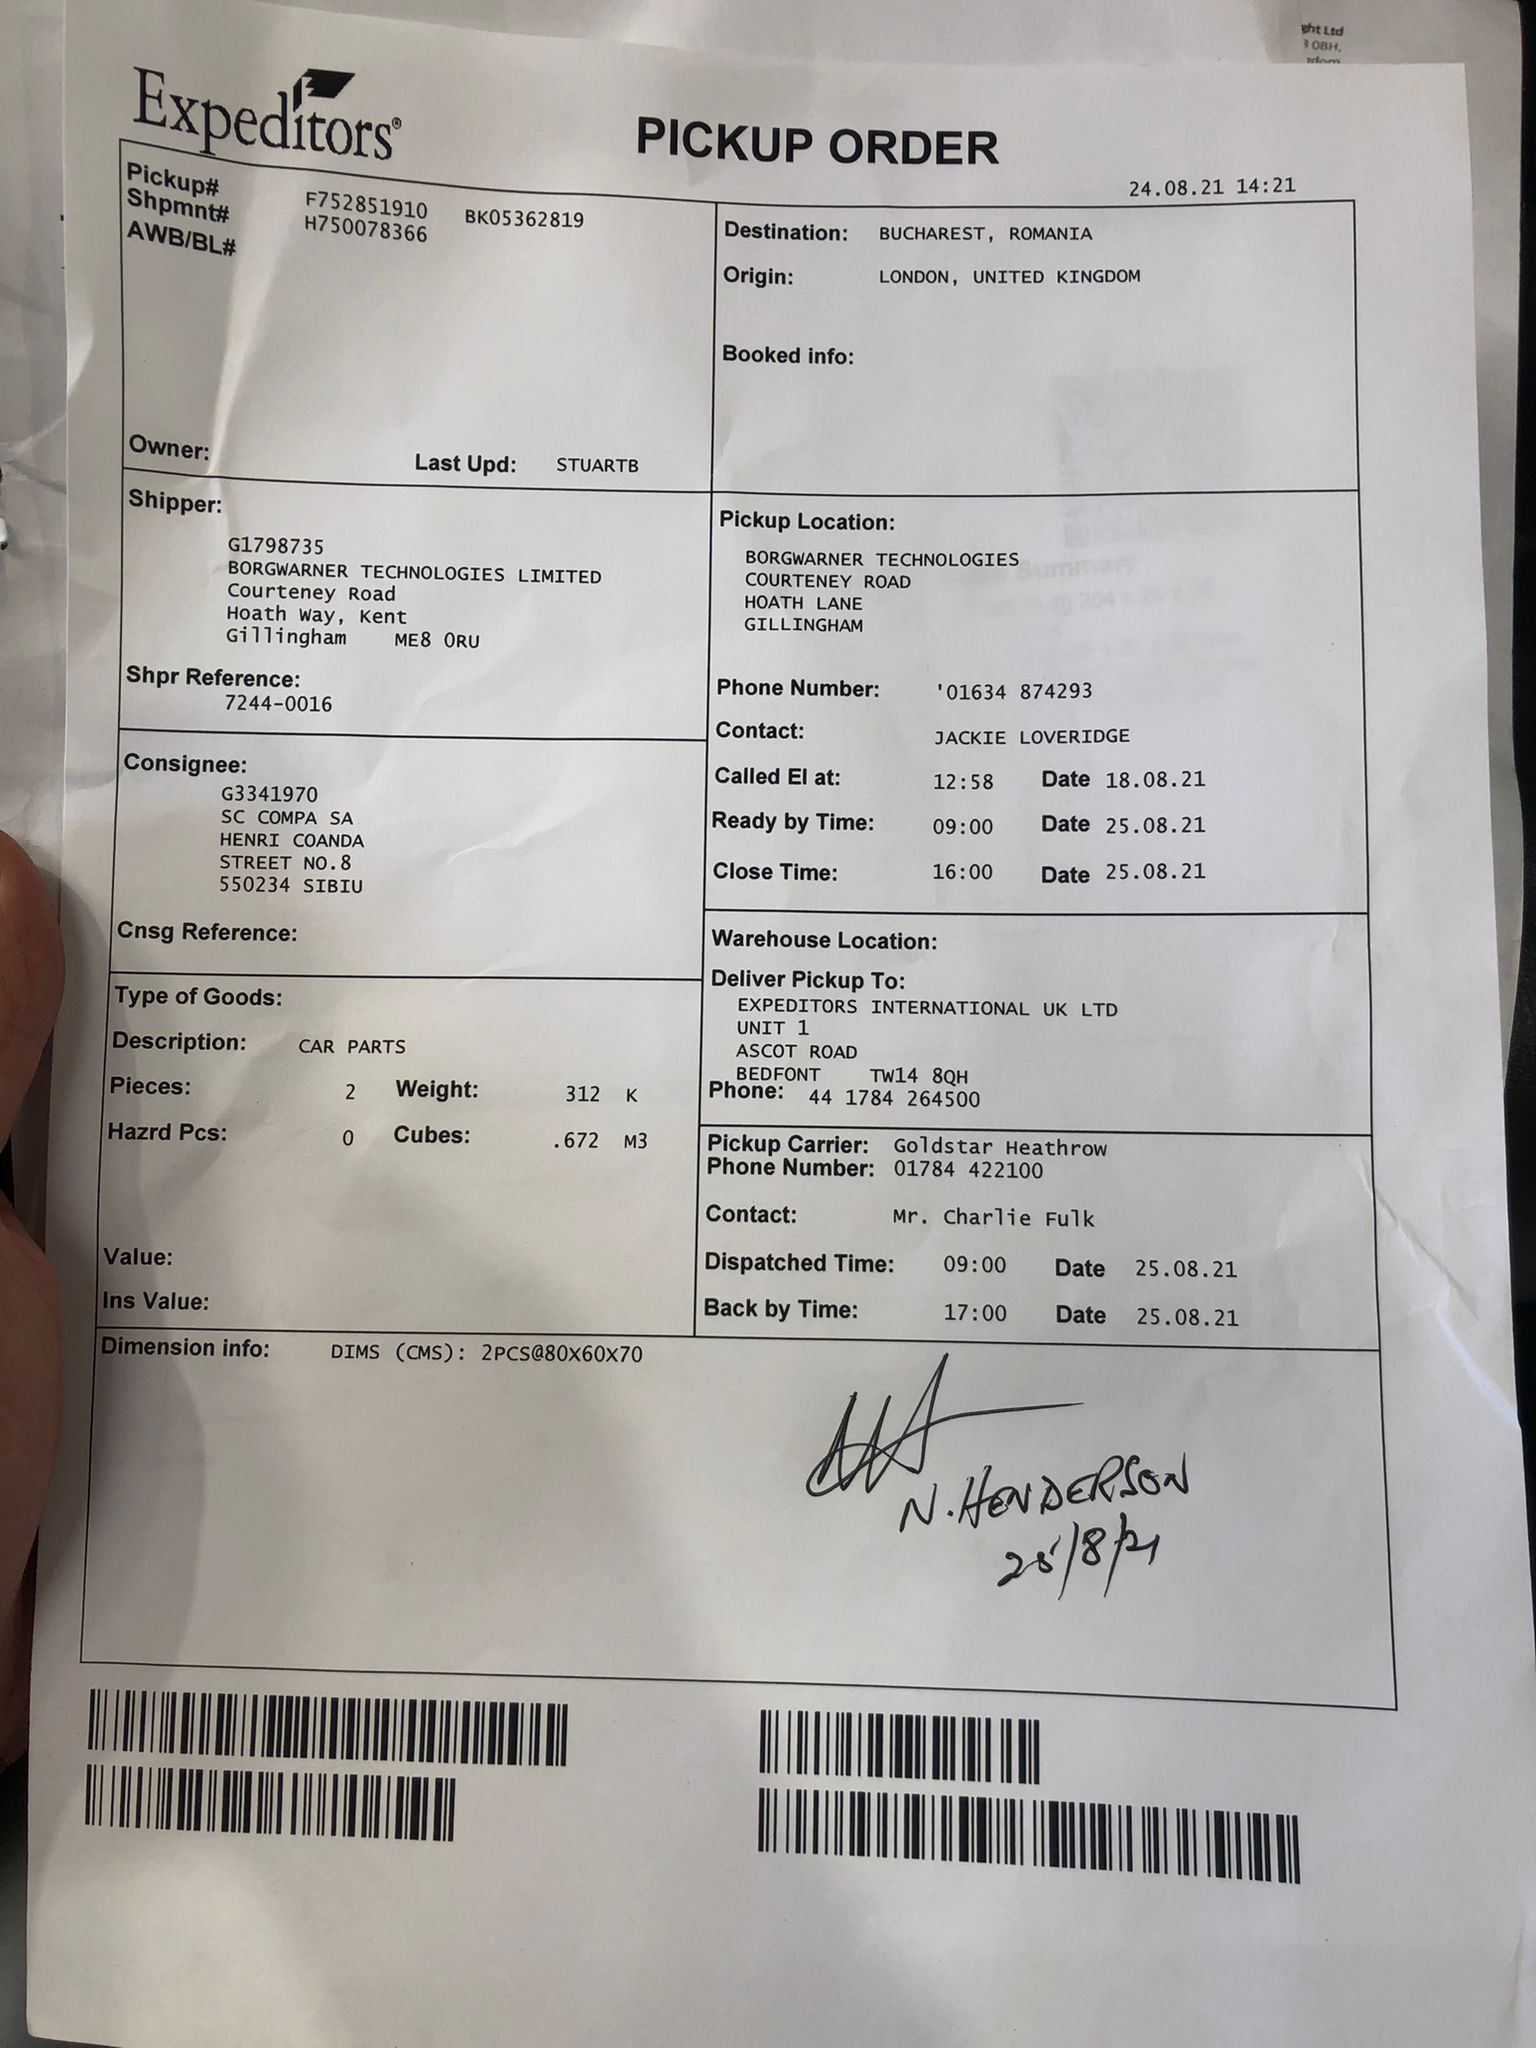 ght Ltd
0BH,
Expeditors®
PICKUP ORDER
24.08.21 14:21
Pickup# F752851910 BK05362819
Shpmnt# H750078366
AWB/BL#
Owner: Last Upd: STUARTB
Destination: BUCHAREST, ROMANIA
Origin: LONDON, UNITED KINGDOM
Booked info:
Shipper:
G1798735
BORGWARNER TECHNOLOGIES LIMITED
Courteney Road
Hoath Way, Kent
Gillingham ME8 0RU
Shpr Reference:
7244-0016
Pickup Location:
BORGWARNER TECHNOLOGIES
COURTENEY ROAD
HOATH LANE
GILLINGHAM
Phone Number: '01634 874293
Contact: JACKIE LOVERIDGE
Called EI at: 12:58 Date 18.08.21
Ready by Time: 09:00 Date 25.08.21
Close Time: 16:00 Date 25.08.21
Consignee:
G3341970
SC COMPA SA
HENRI COANDA
STREET NO.8
550234 SIBIU
Cnsg Reference:
Warehouse Location:
Deliver Pickup To:
EXPEDITORS INTERNATIONAL UK LTD
UNIT 1
ASCOT ROAD
BEDFONT TW14 8QH
Phone: 44 1784 264500
Type of Goods:
Description: CAR PARTS
Pieces: 2 Weight: 312 K
Hazrd Pcs: 0 Cubes: .672 M3
Value:
Ins Value:
Pickup Carrier: Goldstar Heathrow
Phone Number: 01784 422100
Contact: Mr. Charlie Fulk
Dispatched Time: 09:00 Date 25.08.21
Back by Time: 17:00 Date 25.08.21
Dimension info: DIMS (CMS): 2PCS@80X60X70
N. HENDERSON
25/8/21